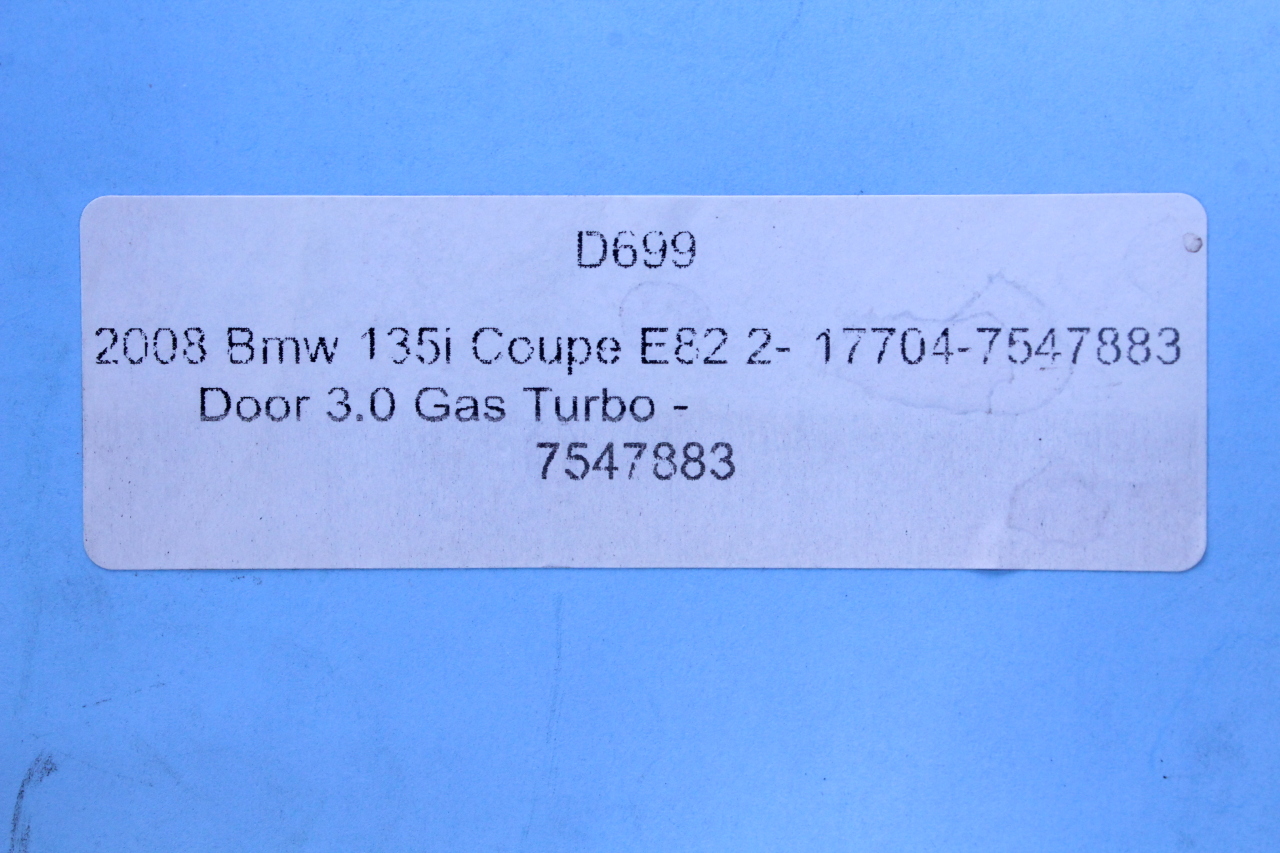 D699
2008 Bmw 135i Coupe E82 2- 17704-7547883
Door 3.0 Gas Turbo -
7547883